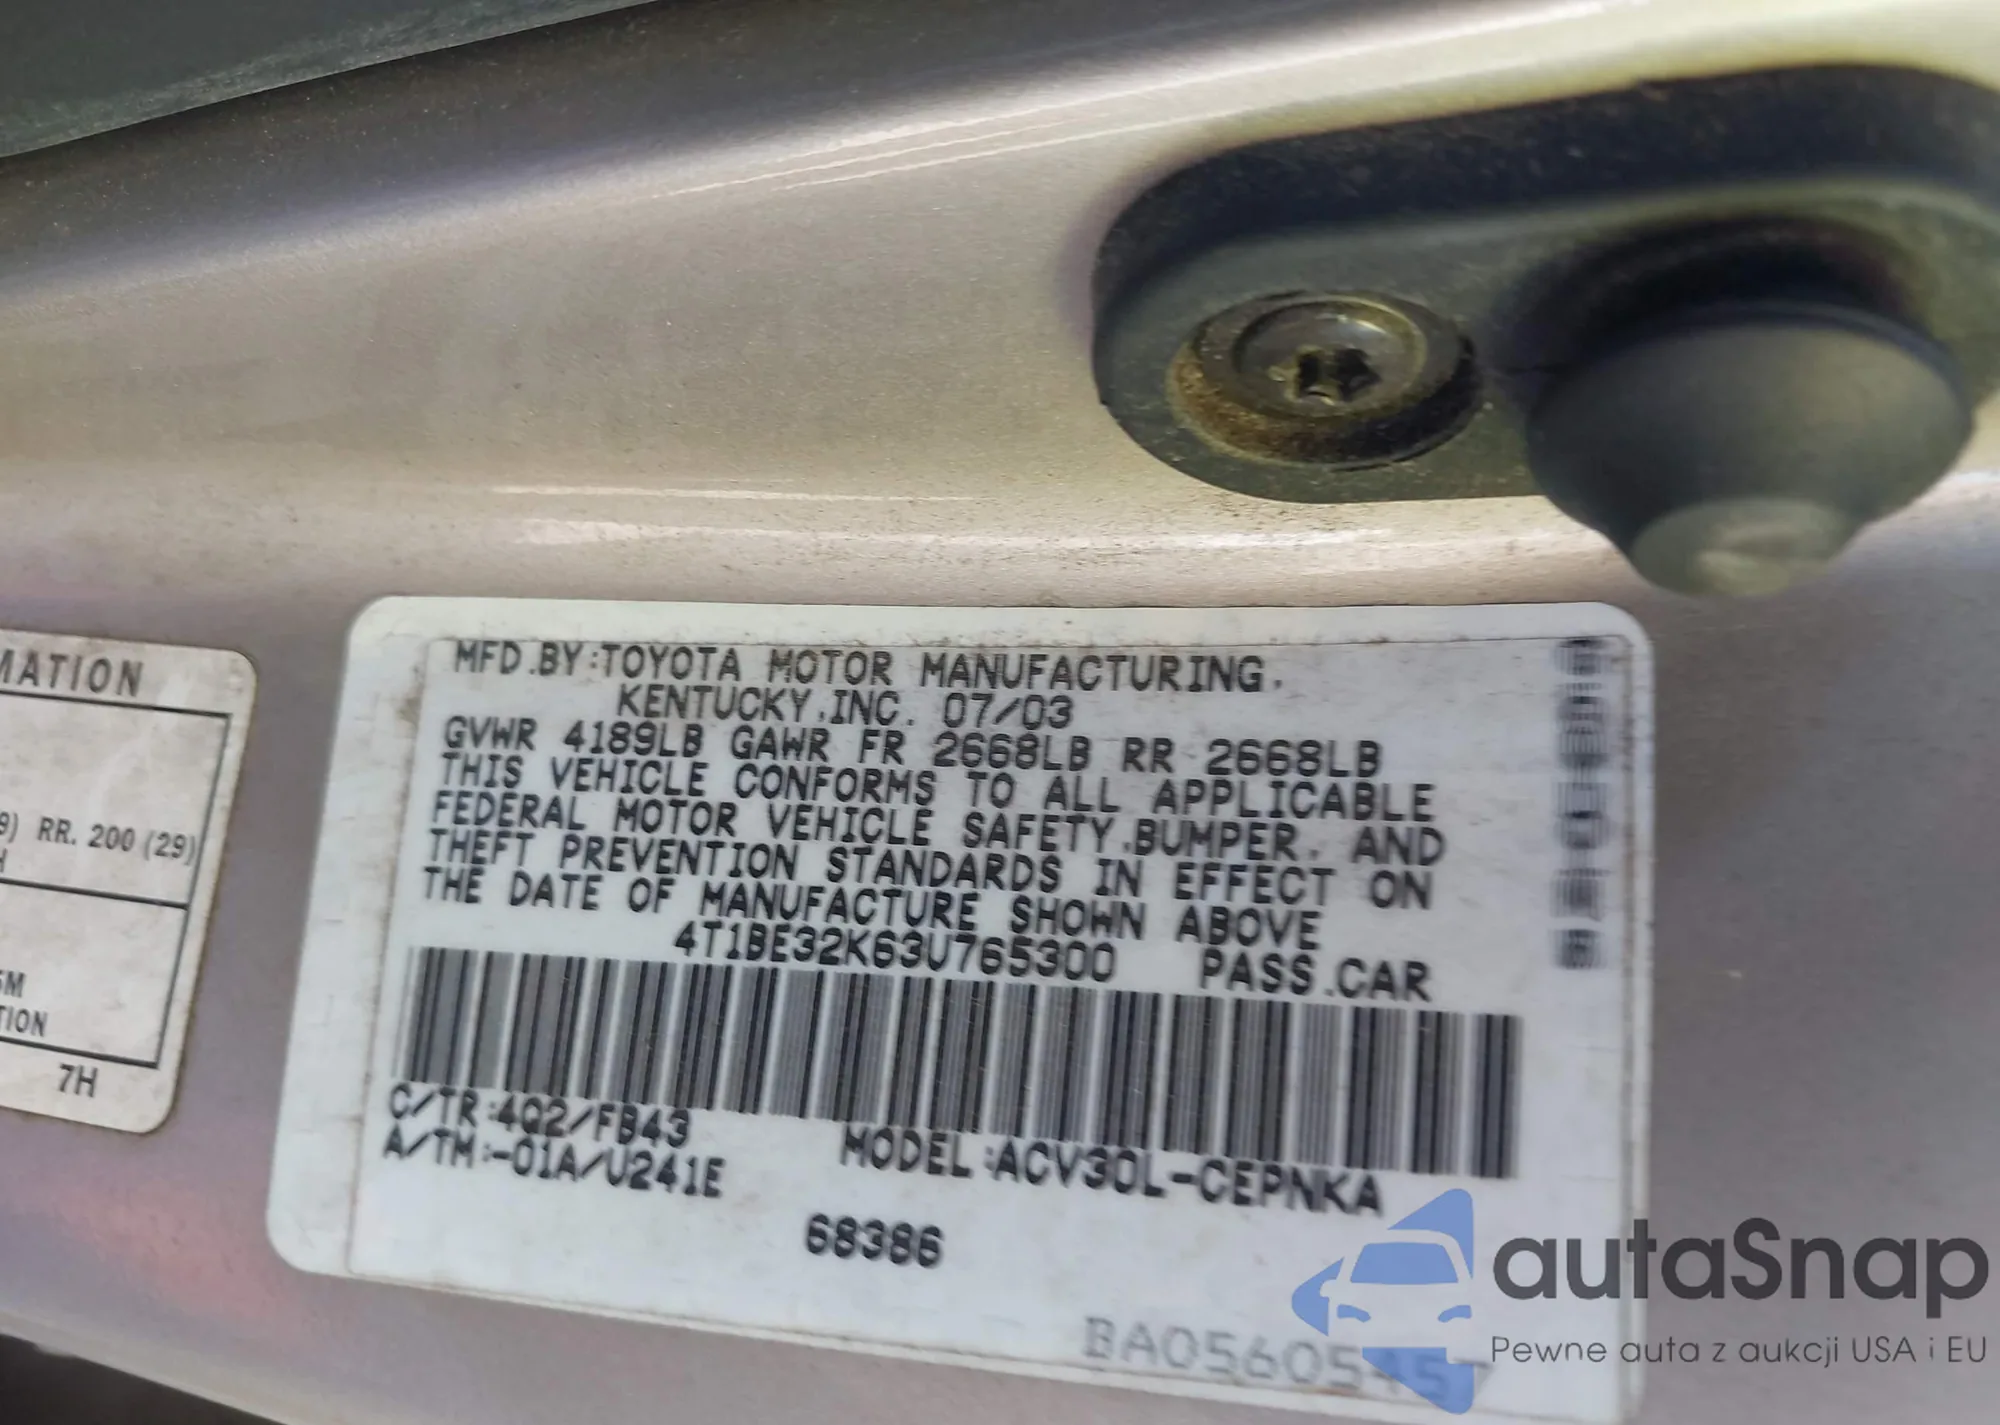 MATION
9) RR. 200 (29)
H
5M
TION
7H
MFD.BY:TOYOTA MOTOR MANUFACTURING,
KENTUCKY,INC. 07/03
GVWR 4189LB GAWR FR 2668LB RR 2668LB
THIS VEHICLE CONFORMS TO ALL APPLICABLE
FEDERAL MOTOR VEHICLE SAFETY,BUMPER, AND
THEFT PREVENTION STANDARDS IN EFFECT ON
THE DATE OF MANUFACTURE SHOWN ABOVE
4T1BE32K63U765300 PASS.CAR
C/TR:4Q2/FB43
A/TM:-01A/U241E
MODEL:ACV30L-CEPNKA
68386
autaSnap
Pewne auta z aukcji USA i EU